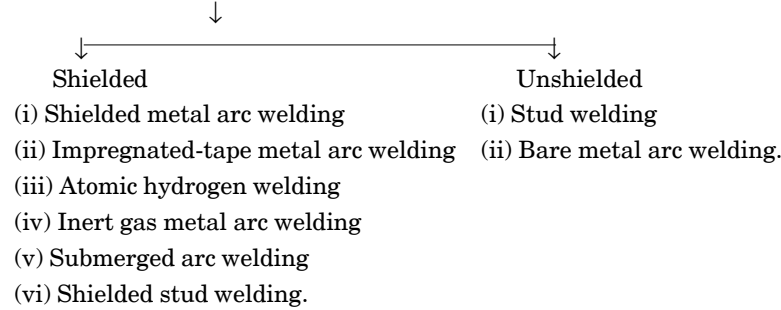 Shielded
(i) Shielded metal arc welding
(ii) Impregnated-tape metal arc welding
(iii) Atomic hydrogen welding
(iv) Inert gas metal arc welding
(v) Submerged arc welding
(vi) Shielded stud welding.
Unshielded
(i) Stud welding
(ii) Bare metal arc welding.